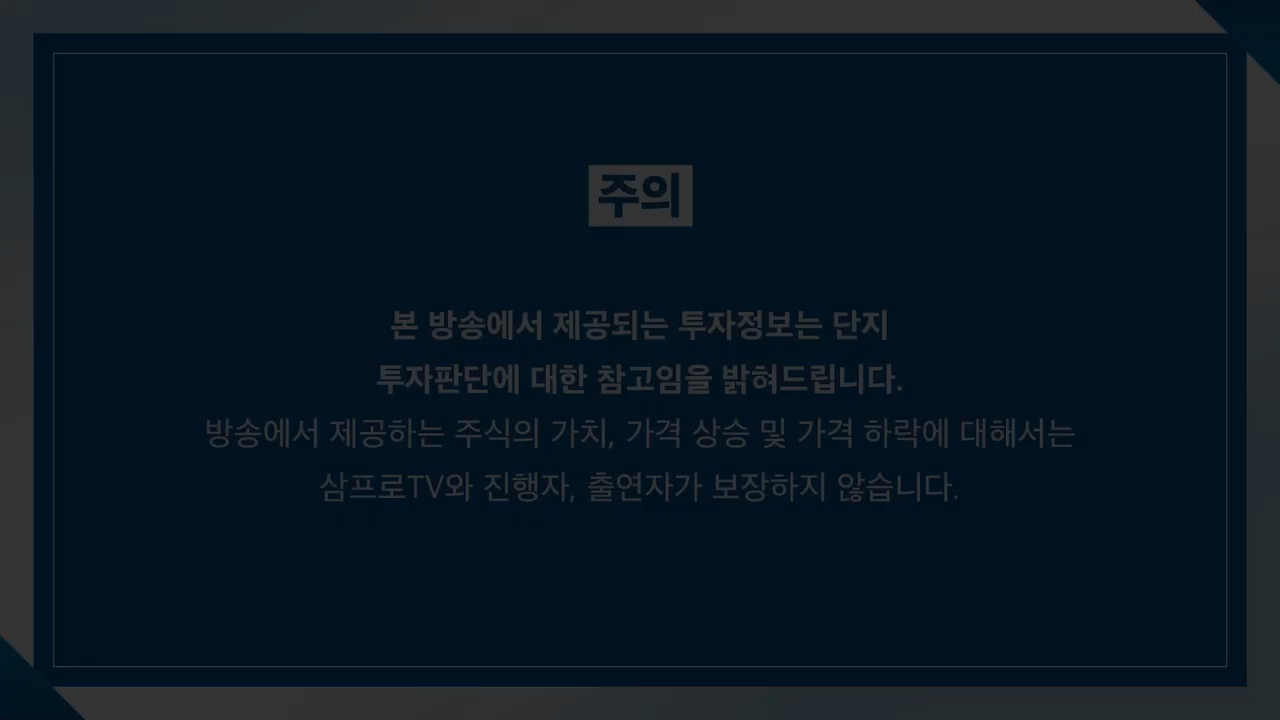 주의
본 방송에서 제공되는 투자정보는 단지
투자판단에 대한 참고임을 밝혀드립니다.
방송에서 제공하는 주식의 가치, 가격 상승 및 가격 하락에 대해서는
삼프로TV와 진행자, 출연자가 보장하지 않습니다.